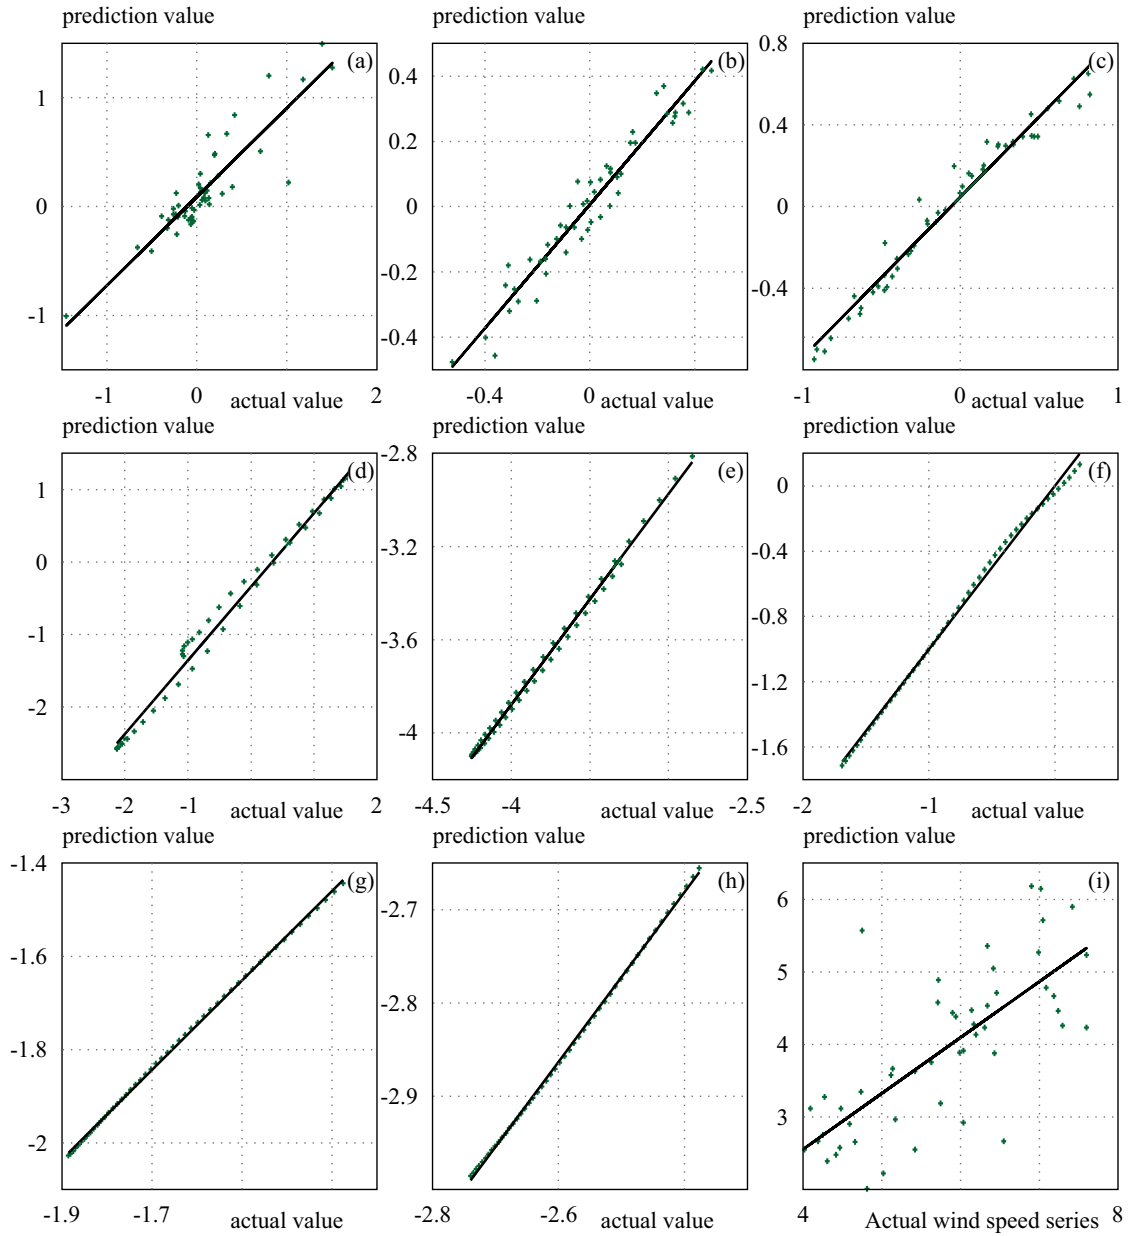 prediction value prediction value prediction value
(a) (b) (c)
1 0 -1
0.4 0.2 0 -0.2 -0.4
0.8 0.4 0 -0.4
-1 0 actual value 2
-0.4 0 actual value
-1 0 actual value 1
prediction value prediction value prediction value
(d) (e) (f)
1 0 -1 -2
-2.8 -3.2 -3.6 -4
0 -0.4 -0.8 -1.2 -1.6
-3 -2 -1 actual value 2
-4.5 -4 actual value -2.5
-2 -1 actual value
prediction value prediction value prediction value
(g) (h) (i)
-1.4 -1.6 -1.8 -2
-2.7 -2.8 -2.9
6 5 4 3
-1.9 -1.7 actual value
-2.8 -2.6 actual value
4 Actual wind speed series 8